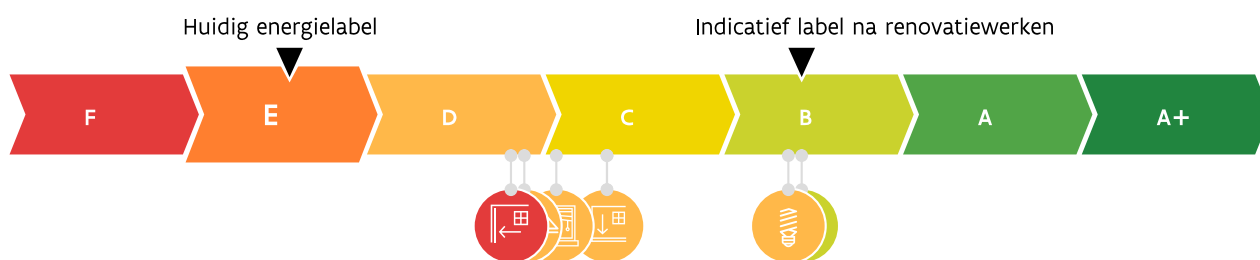 Huidig energielabel
Indicatief label na renovatiewerken
F E D C B A A+